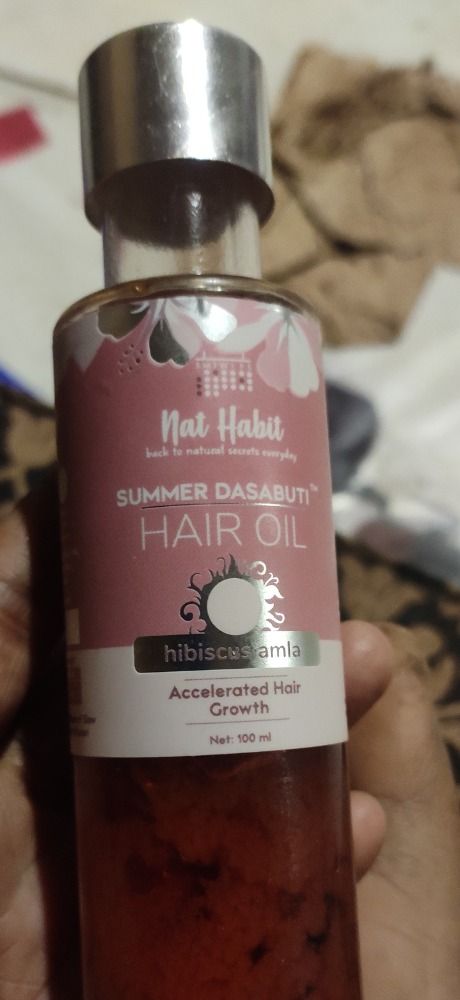 Nat Habit
back to natural secrets everyday
SUMMER DASABUTI™
HAIR OIL
hibiscus amla
Accelerated Hair
Growth
Net: 100 ml